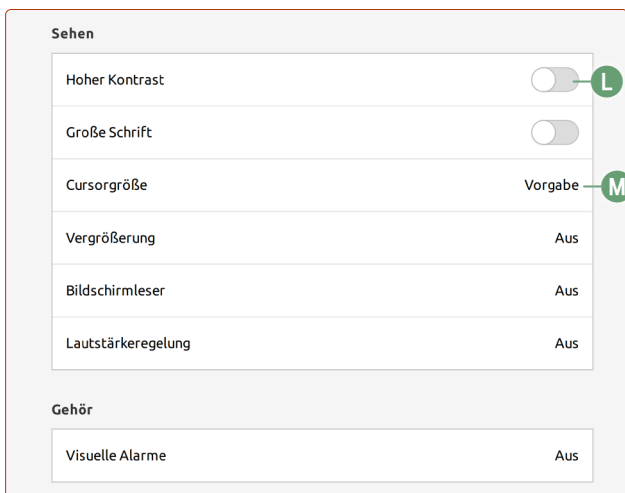 Sehen
Hoher Kontrast L
Große Schrift
Cursorgröße Vorgabe M
Vergrößerung Aus
Bildschirmleser Aus
Lautstärkeregelung Aus
Gehör
Visuelle Alarme Aus